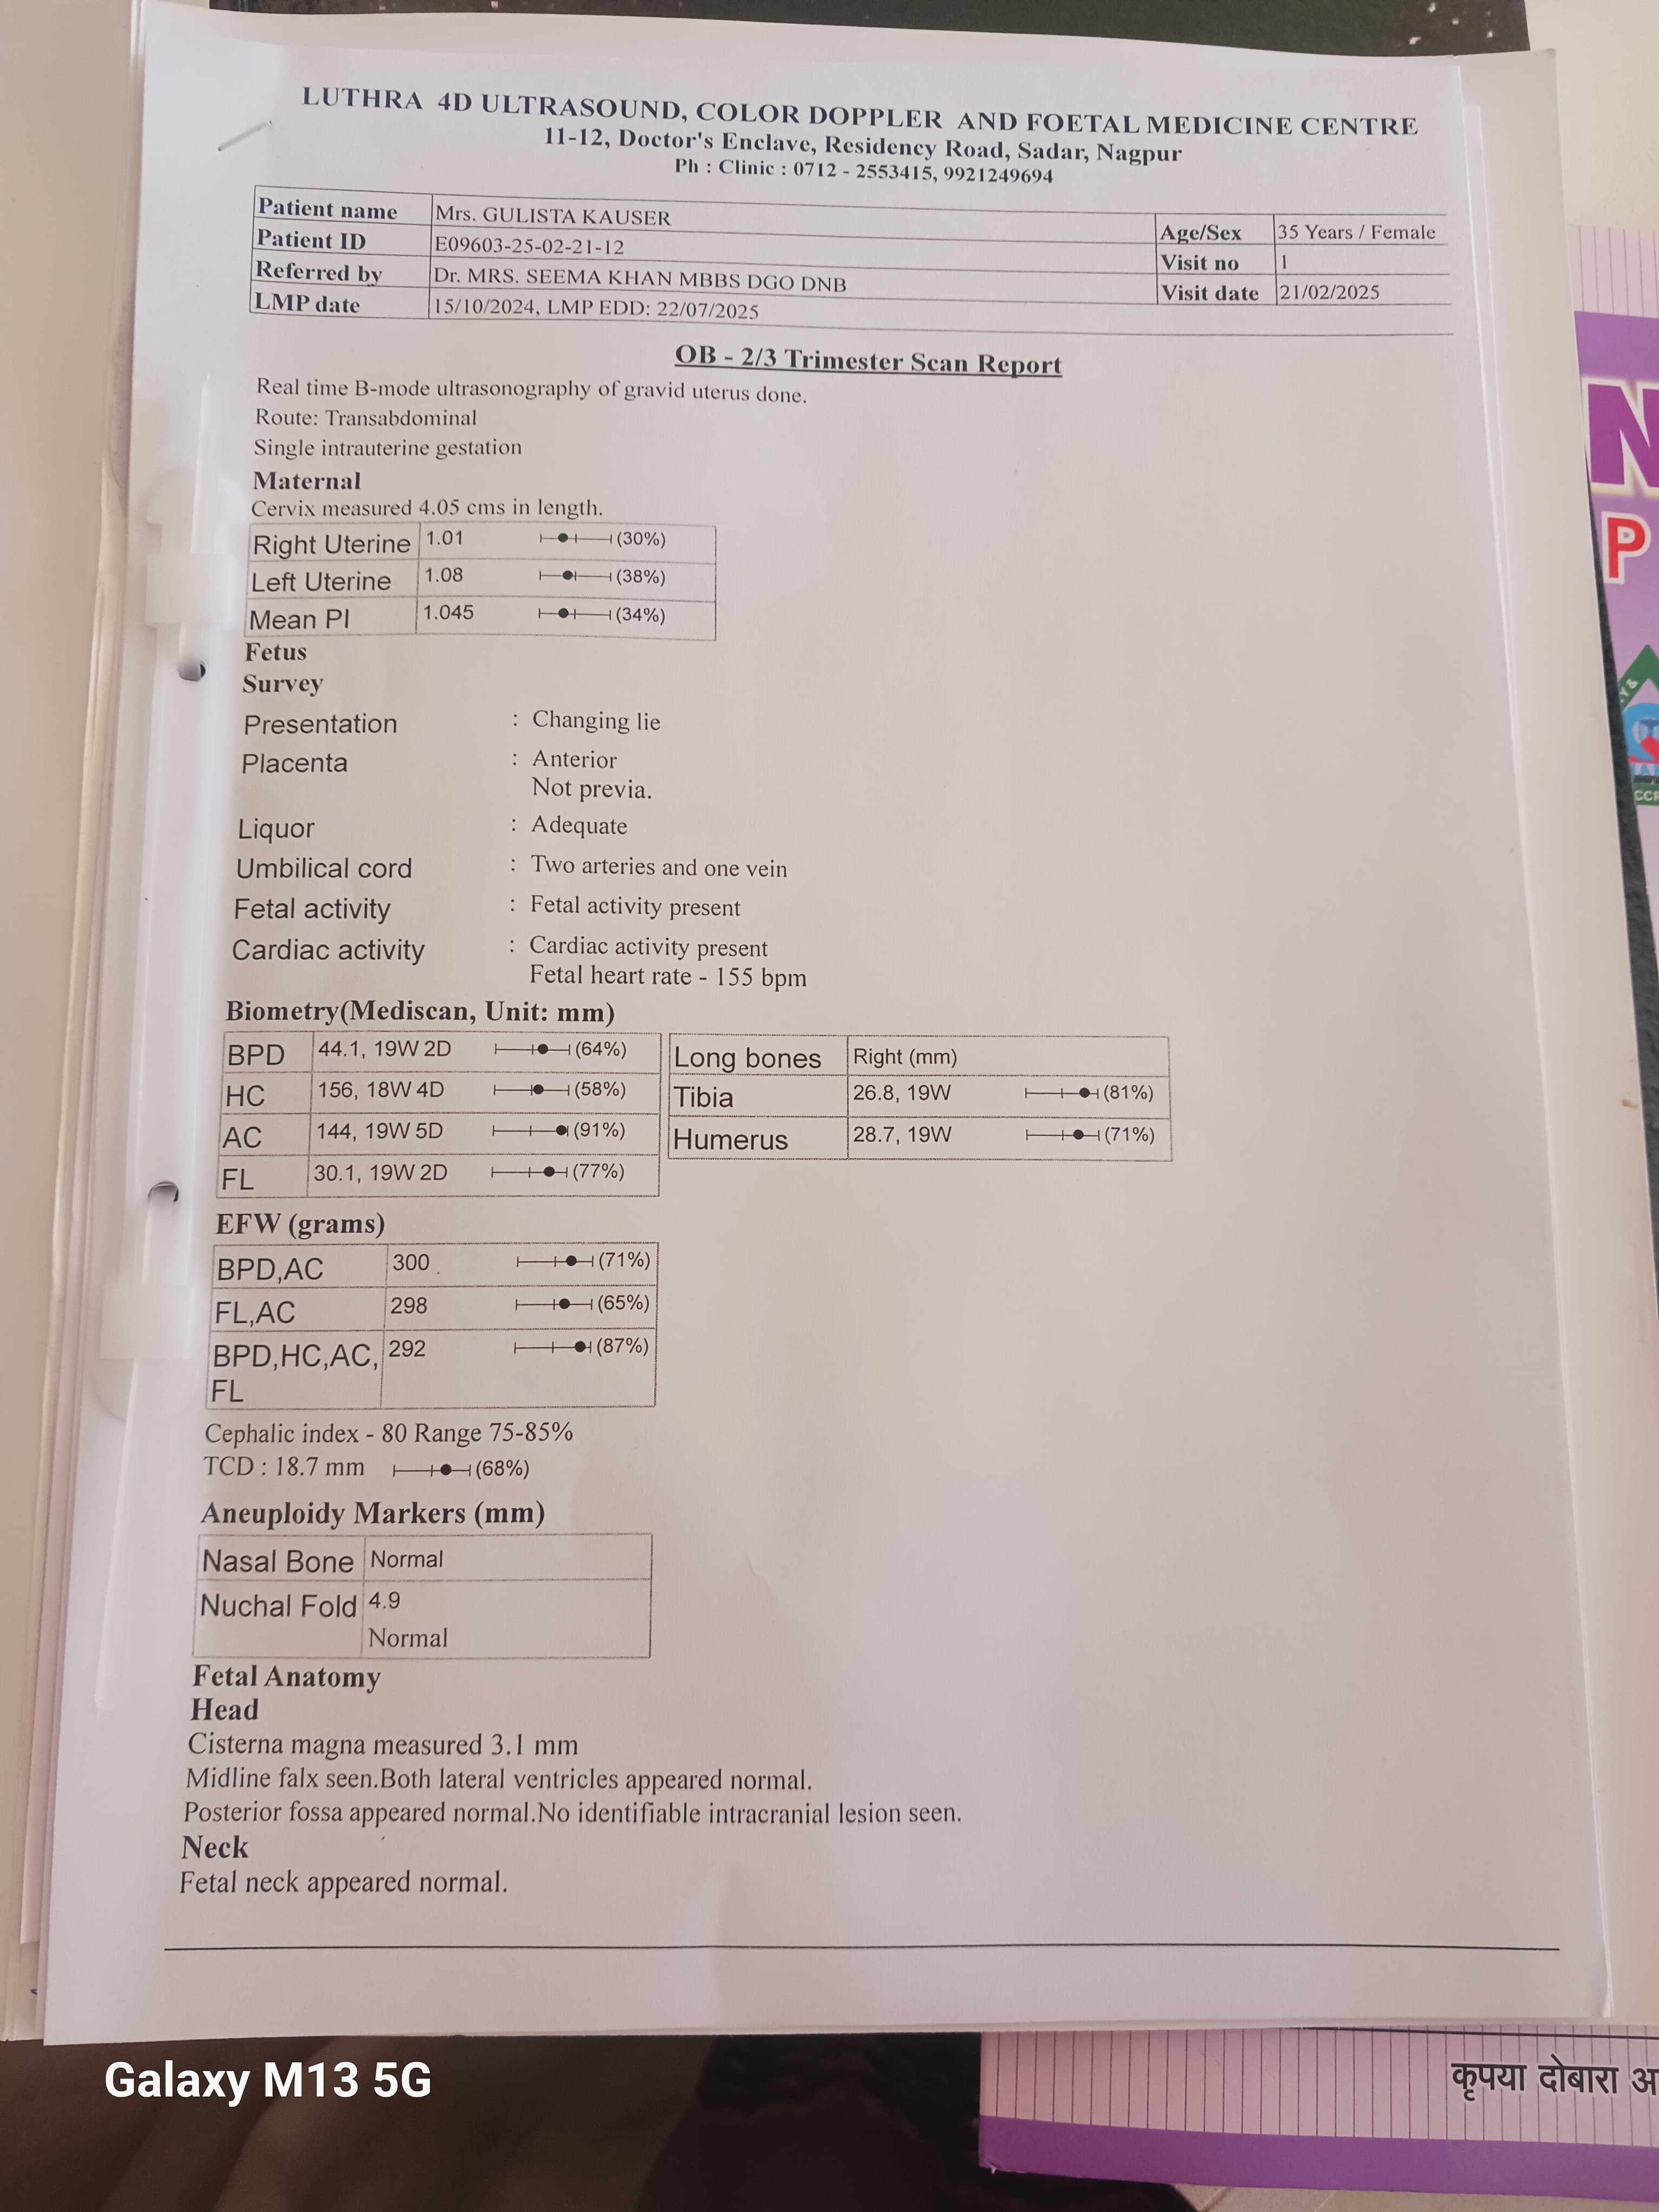 LUTHRA 4D ULTRASOUND, COLOR DOPPLER AND FOETAL MEDICINE CENTRE
11-12, Doctor's Enclave, Residency Road, Sadar, Nagpur
Ph : Clinic : 0712 - 2553415, 9921249694
Patient name Mrs. GULISTA KAUSER Age/Sex 35 Years / Female
Patient ID E09603-25-02-21-12 Visit no 1
Referred by Dr. MRS. SEEMA KHAN MBBS DGO DNB Visit date 21/02/2025
LMP date 15/10/2024, LMP EDD: 22/07/2025
OB - 2/3 Trimester Scan Report
Real time B-mode ultrasonography of gravid uterus done.
Route: Transabdominal
Single intrauterine gestation
Maternal
Cervix measured 4.05 cms in length.
Right Uterine 1.01 (30%)
Left Uterine 1.08 (38%)
Mean PI 1.045 (34%)
Fetus
Survey
Presentation : Changing lie
Placenta : Anterior
Not previa.
Liquor : Adequate
Umbilical cord : Two arteries and one vein
Fetal activity : Fetal activity present
Cardiac activity : Cardiac activity present
Fetal heart rate - 155 bpm
Biometry(Mediscan, Unit: mm)
BPD 44.1, 19W 2D (64%) Long bones Right (mm)
HC 156, 18W 4D (58%) Tibia 26.8, 19W (81%)
AC 144, 19W 5D (91%) Humerus 28.7, 19W (71%)
FL 30.1, 19W 2D (77%)
EFW (grams)
BPD,AC 300 (71%)
FL,AC 298 (65%)
BPD,HC,AC, 292 (87%)
FL
Cephalic index - 80 Range 75-85%
TCD : 18.7 mm (68%)
Aneuploidy Markers (mm)
Nasal Bone Normal
Nuchal Fold 4.9
Normal
Fetal Anatomy
Head
Cisterna magna measured 3.1 mm
Midline falx seen.Both lateral ventricles appeared normal.
Posterior fossa appeared normal.No identifiable intracranial lesion seen.
Neck
Fetal neck appeared normal.
N
P
Galaxy M13 5G
कृपया दोबारा